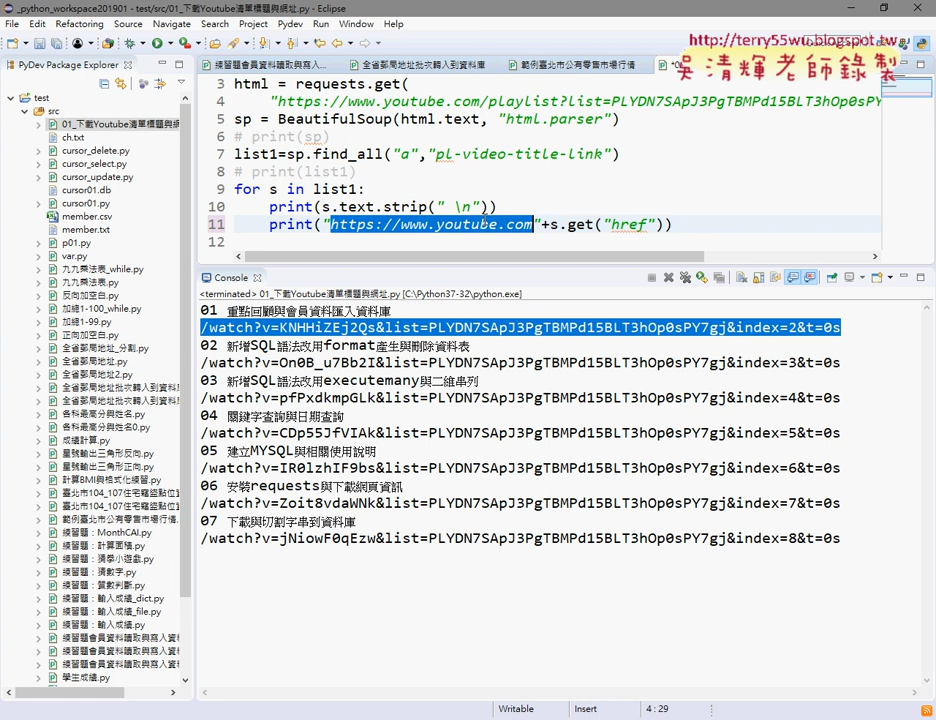 _python_workspace201901 - test/src/01_下載Youtube清單標題與網址.py - Eclipse
File Edit Refactoring Source Navigate Search Project Pydev Run Window Help
http://terry55wu.blogspot.tw
吳清輝老師錄製
PyDev Package Explorer
練習題會員資料讀取與寫入...
全省郵局地址批次轉入到資料庫
範例臺北市公有零售市場行情
test
src
01_下載Youtube清單標題與網
ch.txt
cursor_delete.py
cursor_select.py
cursor_update.py
cursor01.db
cursor01.py
member.csv
member.txt
p01.py
var.py
九九乘法表_while.py
九九乘法表.py
反向加空白.py
加總1-100_while.py
加總1-99.py
正向加空白.py
全省郵局地址_分割.py
全省郵局地址.py
全省郵局地址2.py
全省郵局地址批次轉入到資料
全省郵局地址批次轉入到資料
各科最高分與姓名.py
各科最高分與姓名0.py
成績計算.py
星號輸出三角形反向.py
星號輸出三角形正向.py
計算BMI與格式化練習.py
臺北市104_107住宅竊盜點位資
臺北市104_107住宅竊盜點位
範例臺北市公有零售市場行情.
練習題：MonthCAI.py
練習題：計算面積.py
練習題：猜學小遊戲.py
練習題：猜數字.py
練習題：質數判斷.py
練習題：輸入成績_dict.py
練習題：輸入成績_file.py
練習題：輸入成績.py
練習題會員資料讀取與寫入資料
練習題會員資料讀取與寫入資料
學生成績.py
3 html = requests.get(
4 "https://www.youtube.com/playlist?list=PLYDN7SApJ3PgTBMPd15BLT3hOp0sPY
5 sp = BeautifulSoup(html.text, "html.parser")
6 # print(sp)
7 list1=sp.find_all("a","pl-video-title-link")
8 # print(list1)
9 for s in list1:
10 print(s.text.strip(" \n"))
11 print("https://www.youtube.com"+s.get("href"))
12
Console
<terminated> 01_下載Youtube清單標題與網址.py [C:\Python37-32\python.exe]
01 重點回顧與會員資料匯入資料庫
/watch?v=KNHHiZEj2Qs&list=PLYDN7SApJ3PgTBMPd15BLT3hOp0sPY7gj&index=2&t=0s
02 新增SQL語法改用format產生與刪除資料表
/watch?v=On0B_u7Bb2I&list=PLYDN7SApJ3PgTBMPd15BLT3hOp0sPY7gj&index=3&t=0s
03 新增SQL語法改用executemany與二維串列
/watch?v=pfPxdkmpGLk&list=PLYDN7SApJ3PgTBMPd15BLT3hOp0sPY7gj&index=4&t=0s
04 關鍵字查詢與日期查詢
/watch?v=CDp55JfVIAk&list=PLYDN7SApJ3PgTBMPd15BLT3hOp0sPY7gj&index=5&t=0s
05 建立MYSQL與相關使用說明
/watch?v=IR0lzhIF9bs&list=PLYDN7SApJ3PgTBMPd15BLT3hOp0sPY7gj&index=6&t=0s
06 安裝requests與下載網頁資訊
/watch?v=Zoit8vdaWNk&list=PLYDN7SApJ3PgTBMPd15BLT3hOp0sPY7gj&index=7&t=0s
07 下載與切割字串到資料庫
/watch?v=jNiowF0qEzw&list=PLYDN7SApJ3PgTBMPd15BLT3hOp0sPY7gj&index=8&t=0s
Writable Insert 4 : 29